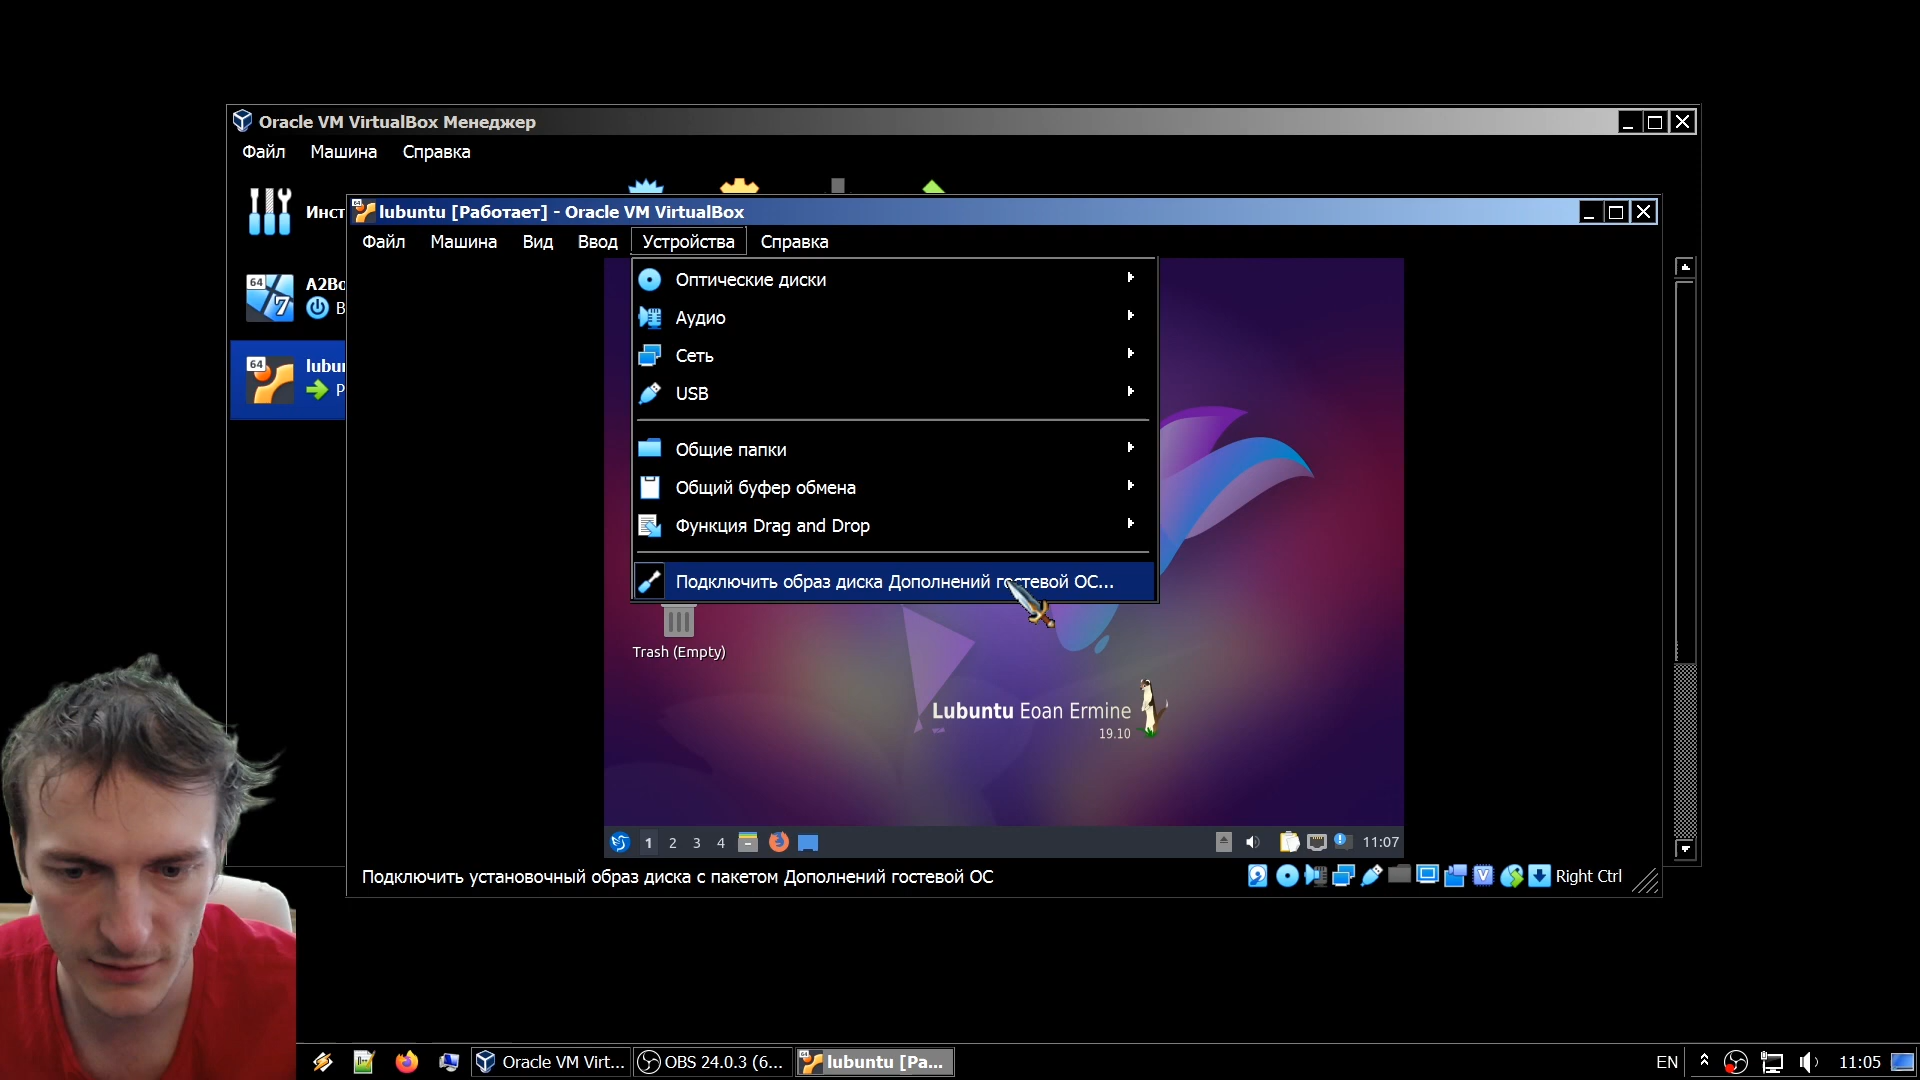 Oracle VM VirtualBox Менеджер
Файл Машина Справка
Инст
lubuntu [Работает] - Oracle VM VirtualBox
Файл Машина Вид Ввод Устройства Справка
64
7
A2Bo
В
64
lubu
Р
Оптические диски
Аудио
Сеть
USB
Общие папки
Общий буфер обмена
Функция Drag and Drop
Подключить образ диска Дополнений гостевой ОС...
Trash (Empty)
Lubuntu Eoan Ermine
19.10
1 2 3 4
11:07
Подключить установочный образ диска с пакетом Дополнений гостевой ОС
Right Ctrl
Oracle VM Virt...
OBS 24.0.3 (6...
lubuntu [Ра...
EN
11:05